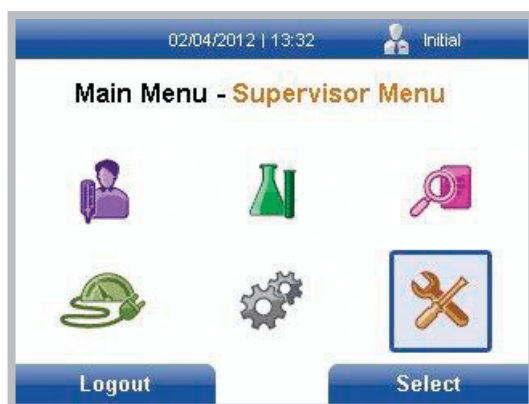 02/04/2012 | 13:32 Initial
Main Menu - Supervisor Menu
Logout Select